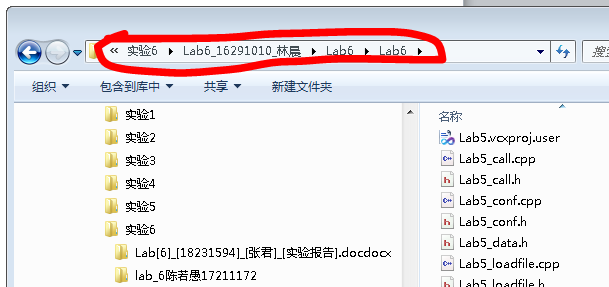 « 实验6 ▸ Lab6_16291010_林晨 ▸ Lab6 ▸ Lab6 ▸
组织 包含到库中 共享 新建文件夹
实验1
实验2
实验3
实验4
实验5
实验6
Lab[6]_[18231594]_[张君]_[实验报告].docdocx
lab_6陈若愚17211172
名称
Lab5.vcxproj.user
Lab5_call.cpp
Lab5_call.h
Lab5_conf.cpp
Lab5_conf.h
Lab5_data.h
Lab5_loadfile.cpp
Lab5_loadfile.h